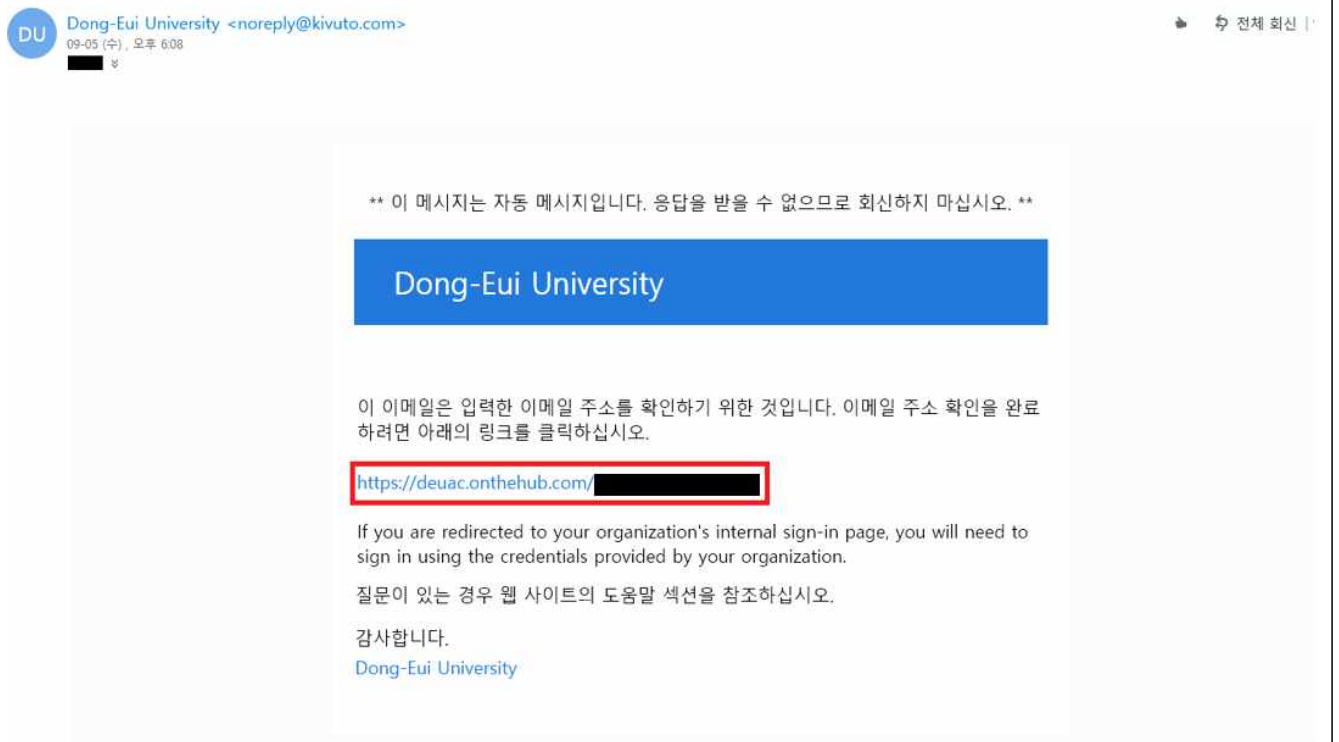 DU
Dong-Eui University <noreply@kivuto.com>
09-05 (수), 오후 6:08
전체 회신
** 이 메시지는 자동 메시지입니다. 응답을 받을 수 없으므로 회신하지 마십시오. **
Dong-Eui University
이 이메일은 입력한 이메일 주소를 확인하기 위한 것입니다. 이메일 주소 확인을 완료
하려면 아래의 링크를 클릭하십시오.
https://deuac.onthehub.com/
If you are redirected to your organization's internal sign-in page, you will need to
sign in using the credentials provided by your organization.
질문이 있는 경우 웹 사이트의 도움말 섹션을 참조하십시오.
감사합니다.
Dong-Eui University